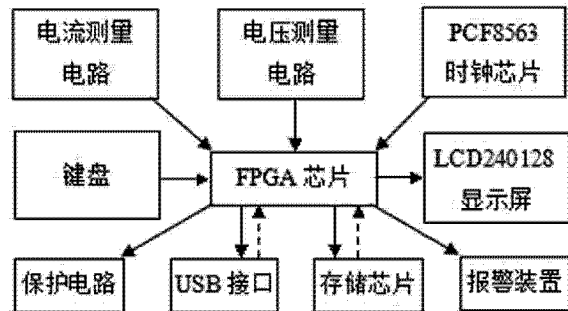 电流测量
电路
电压测量
电路
PCF8563
时钟芯片
键盘
FPGA 芯片
LCD240128
显示屏
保护电路
USB 接口
存储芯片
报警装置